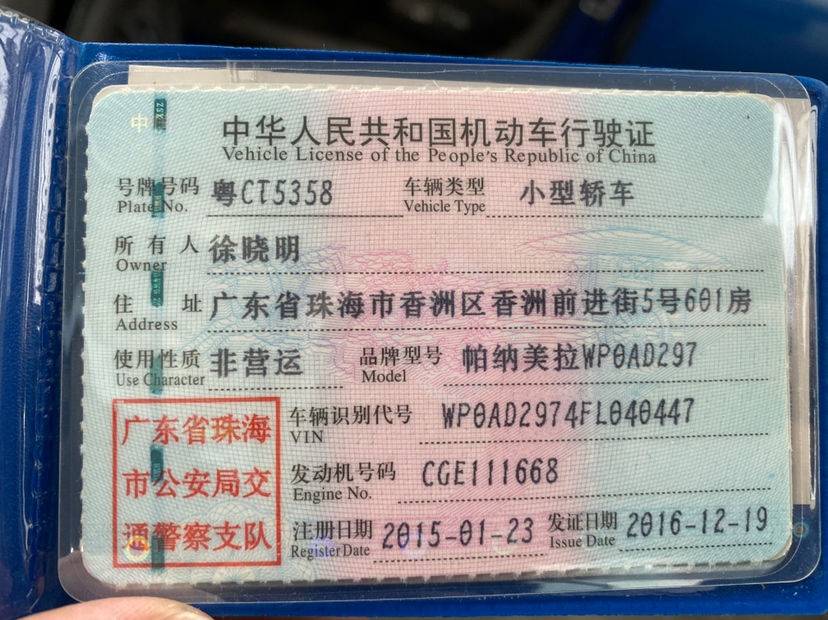 中华人民共和国机动车行驶证
Vehicle License of the People's Republic of China
号牌号码 粤CT5358 车辆类型 小型轿车
Plate No. Vehicle Type
所有人 徐晓明
Owner
住址 广东省珠海市香洲区香洲前进街5号601房
Address
使用性质 非营运 品牌型号 帕纳美拉WP0AD297
Use Character Model
广东省珠海
市公安局交
通警察支队
车辆识别代号 WP0AD2974FL040447
VIN
发动机号码 CGE111668
Engine No.
注册日期 2015-01-23 发证日期 2016-12-19
Register Date Issue Date